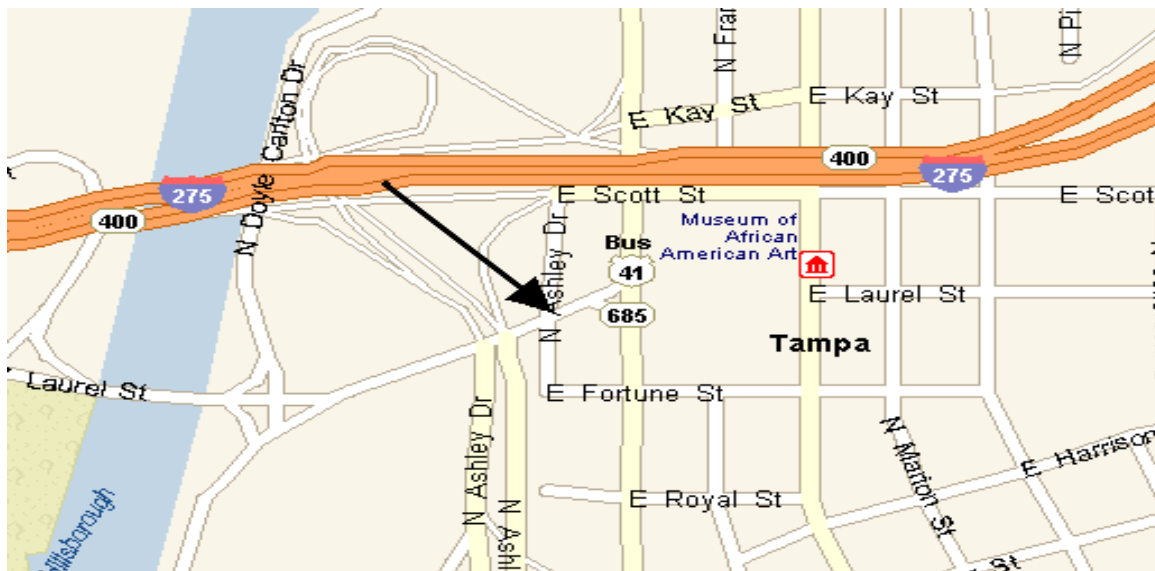 N Fran
N Pi
N Doyle Carlton Dr
E Kay St
E Kay St
400
275
275
400
E Scott St
E Scot
Museum of
African
American Art
Bus
41
N Ashley Dr
685
E Laurel St
Tampa
Laurel St
E Fortune St
N Ashley Dr
N Ash
N Marion St
E Harrison
E Royal St
Hillsborough
St